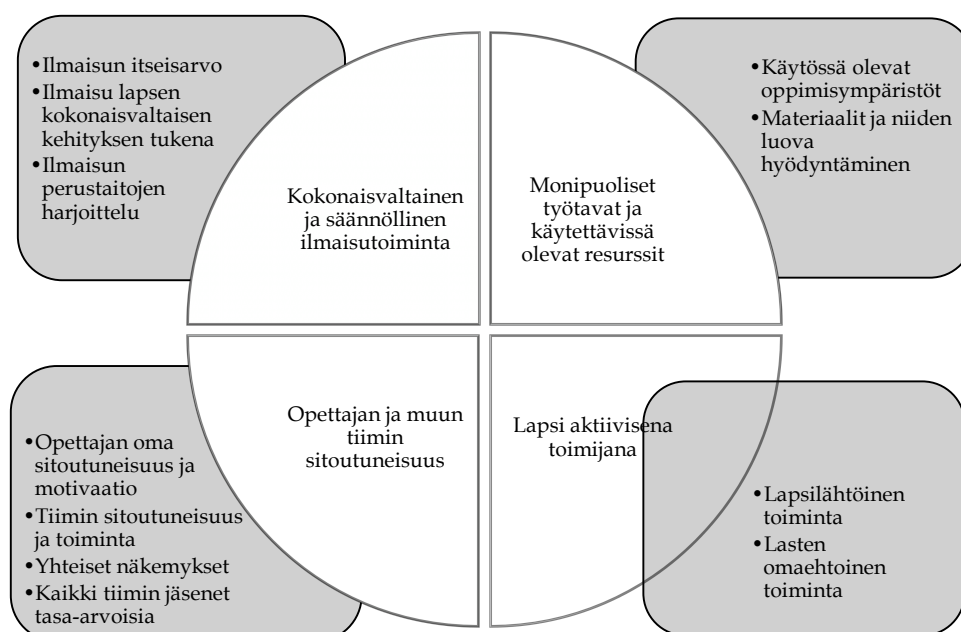 •Ilmaisun itseisarvo
•Ilmaisu lapsen
kokonaisvaltaisen
kehityksen tukena
•Ilmaisun
perustaitojen
harjoittelu
Kokonaisvaltainen
ja säännöllinen
ilmaisutoiminta
•Käytössä olevat
oppimisympäristöt
•Materiaalit ja niiden
luova
hyödyntäminen
Monipuoliset
työtavat ja
käytettävissä
olevat resurssit
•Opettajan oma
sitoutuneisuus ja
motivaatio
•Tiimin sitoutuneisuus
ja toiminta
•Yhteiset näkemykset
•Kaikki tiimin jäsenet
tasa-arvoisia
Opettajan ja muun
tiimin
sitoutuneisuus
Lapsi aktiivisena
toimijana
•Lapsilähtöinen
toiminta
•Lasten
omaehtoinen
toiminta